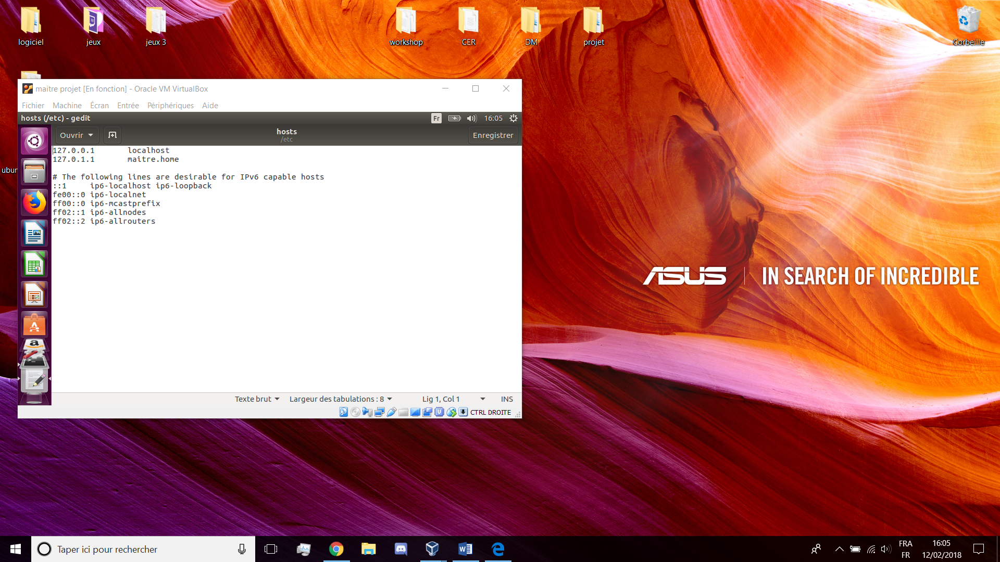 logiciel
jeux
jeux 3
workshop
CER
DM
projet
Corbeille
maitre projet [En fonction] - Oracle VM VirtualBox
Fichier Machine Écran Entrée Périphériques Aide
hosts (/etc) - gedit
Fr
16:05
Ouvrir
hosts
/etc
Enregistrer
127.0.0.1 localhost
127.0.1.1 maitre.home
# The following lines are desirable for IPv6 capable hosts
::1 ip6-localhost ip6-loopback
fe00::0 ip6-localnet
ff00::0 ip6-mcastprefix
ff02::1 ip6-allnodes
ff02::2 ip6-allrouters
Texte brut Largeur des tabulations : 8 Lig 1, Col 1 INS
CTRL DROITE
ASUS IN SEARCH OF INCREDIBLE
Taper ici pour rechercher
FRA
FR
16:05
12/02/2018